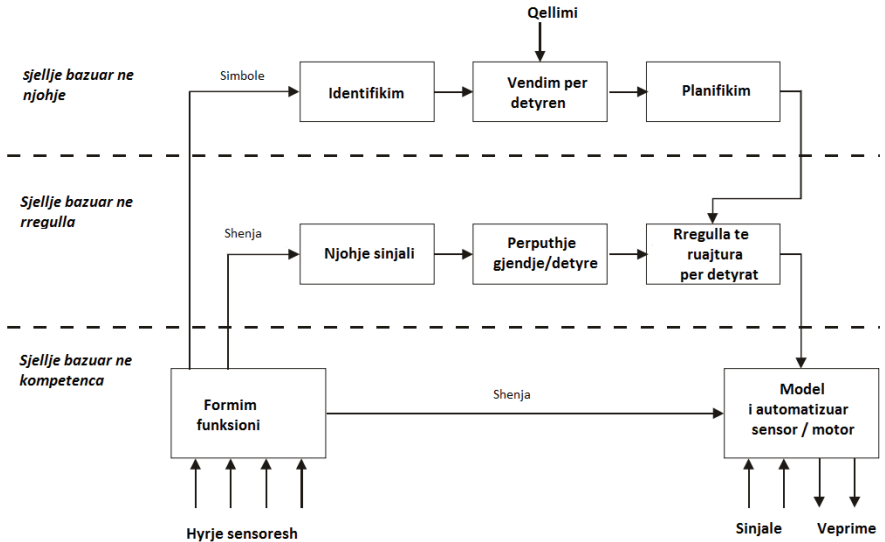 Qellimi
sjellje bazuar ne
njohje
Simbole
Identifikim
Vendim per
detyren
Planifikim
Sjellje bazuar ne
rregulla
Shenja
Njohje sinjali
Perputhje
gjendje/detyre
Rregulla te
ruajtura
per detyrat
Sjellje bazuar ne
kompetenca
Formim
funksioni
Shenja
Model
i automatizuar
sensor / motor
Hyrje sensoresh
Sinjale
Veprime